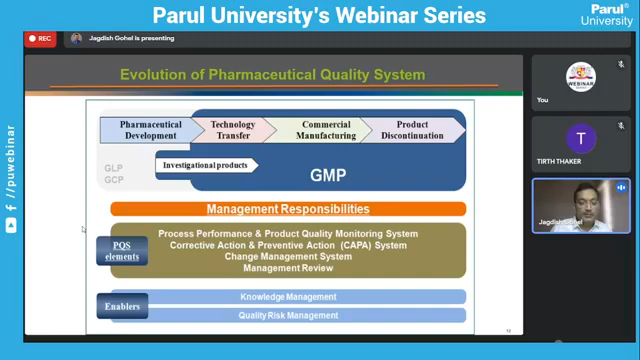 Parul University's Webinar Series
Parul®
University
REC
Jagdish Gohel is presenting
Evolution of Pharmaceutical Quality System
Pharmaceutical
Development
Technology
Transfer
Commercial
Manufacturing
Product
Discontinuation
Investigational products
GLP
GCP
GMP
Management Responsibilities
PQS
elements
Process Performance & Product Quality Monitoring System
Corrective Action & Preventive Action (CAPA) System
Change Management System
Management Review
Enablers
Knowledge Management
Quality Risk Management
You
T
TIRTH THAKER
Jagdish Gohel
/puwebinar